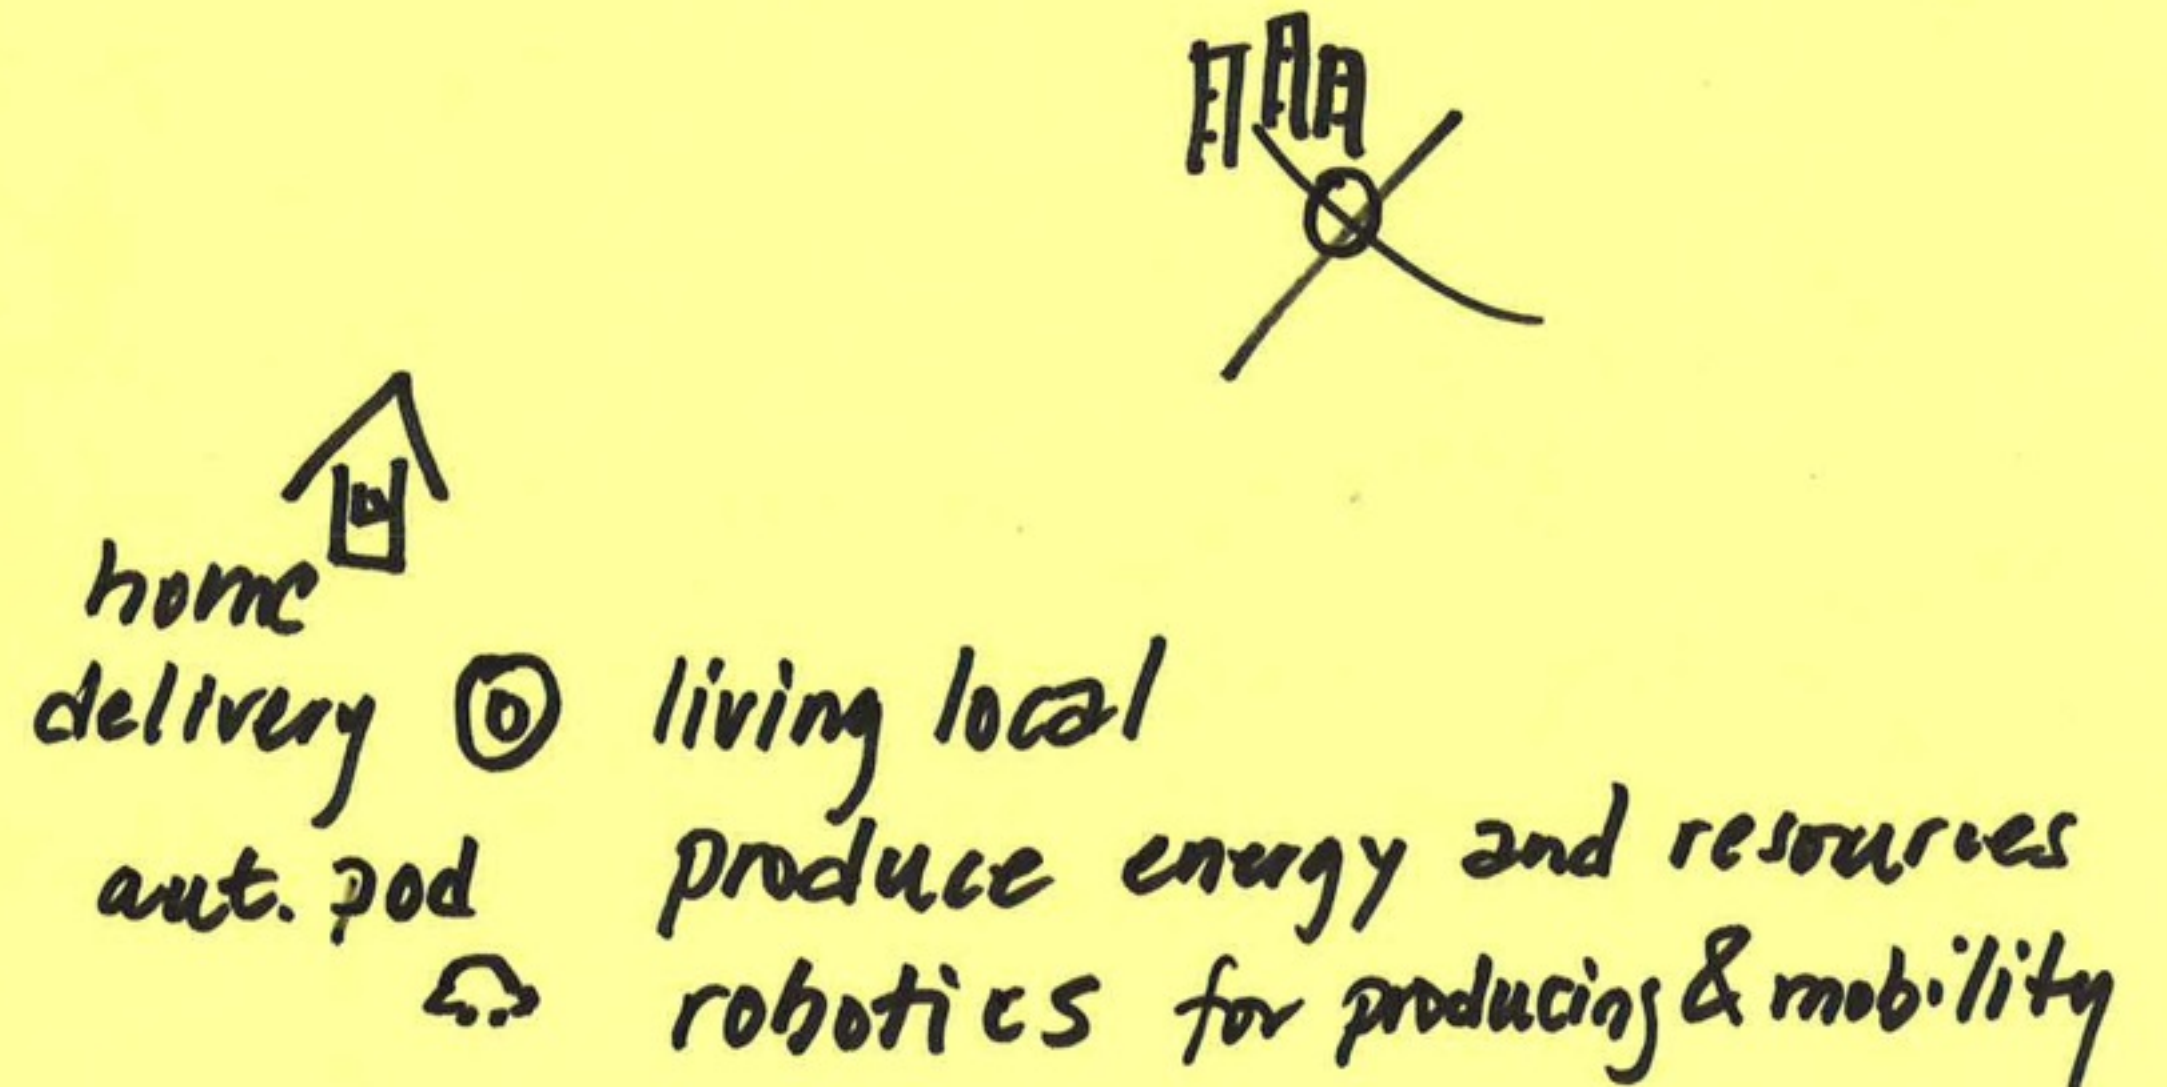 home
delivery
living local
aut. pod
produce energy and resources
robotics for producing & mobility